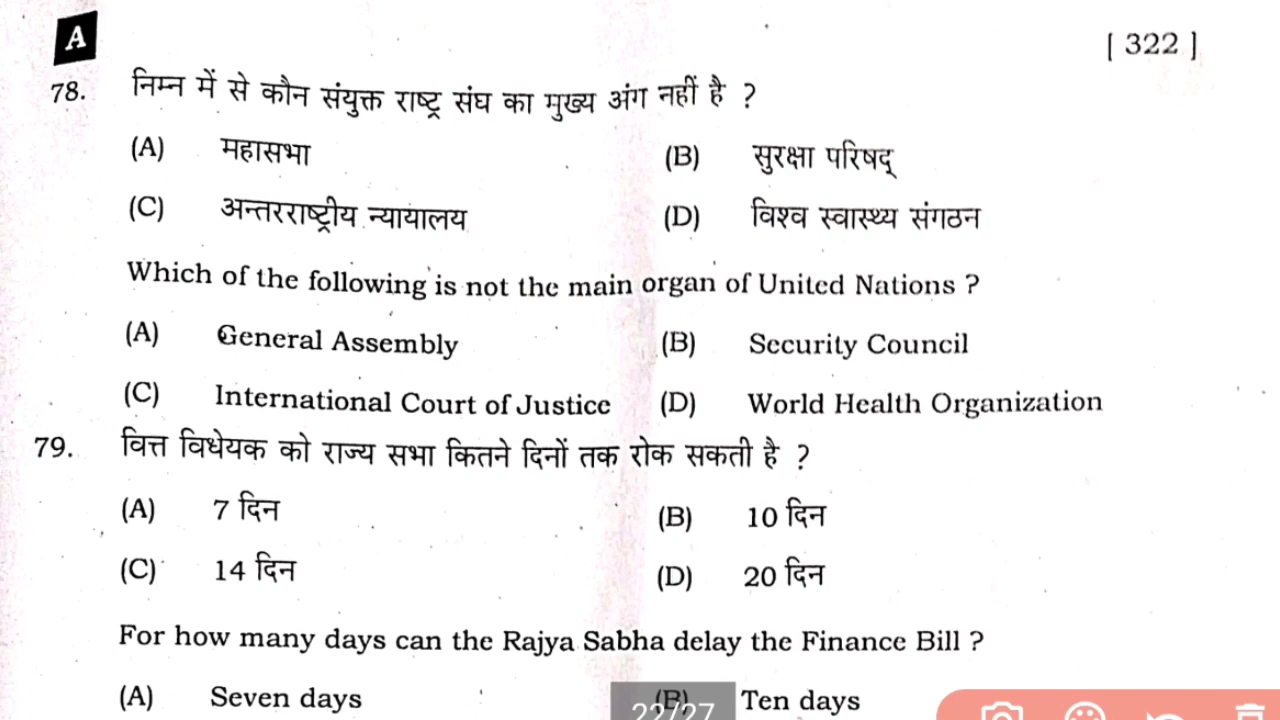 A
[ 322 ]
78. निम्न में से कौन संयुक्त राष्ट्र संघ का मुख्य अंग नहीं है ?
(A) महासभा (B) सुरक्षा परिषद्
(C) अन्तरराष्ट्रीय न्यायालय (D) विश्व स्वास्थ्य संगठन
Which of the following is not the main organ of United Nations ?
(A) General Assembly (B) Security Council
(C) International Court of Justice (D) World Health Organization
79. वित्त विधेयक को राज्य सभा कितने दिनों तक रोक सकती है ?
(A) 7 दिन (B) 10 दिन
(C) 14 दिन (D) 20 दिन
For how many days can the Rajya Sabha delay the Finance Bill ?
(A) Seven days (B) Ten days
22/27